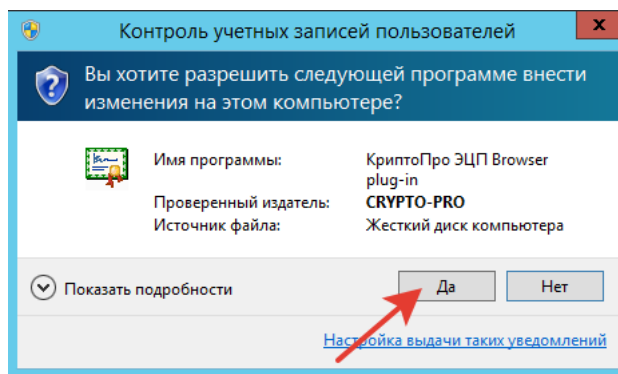 Контроль учетных записей пользователей
x
Вы хотите разрешить следующей программе внести
изменения на этом компьютере?
Имя программы: КриптоПро ЭЦП Browser
plug-in
Проверенный издатель: CRYPTO-PRO
Источник файла: Жесткий диск компьютера
Показать подробности
Да
Нет
Настройка выдачи таких уведомлений